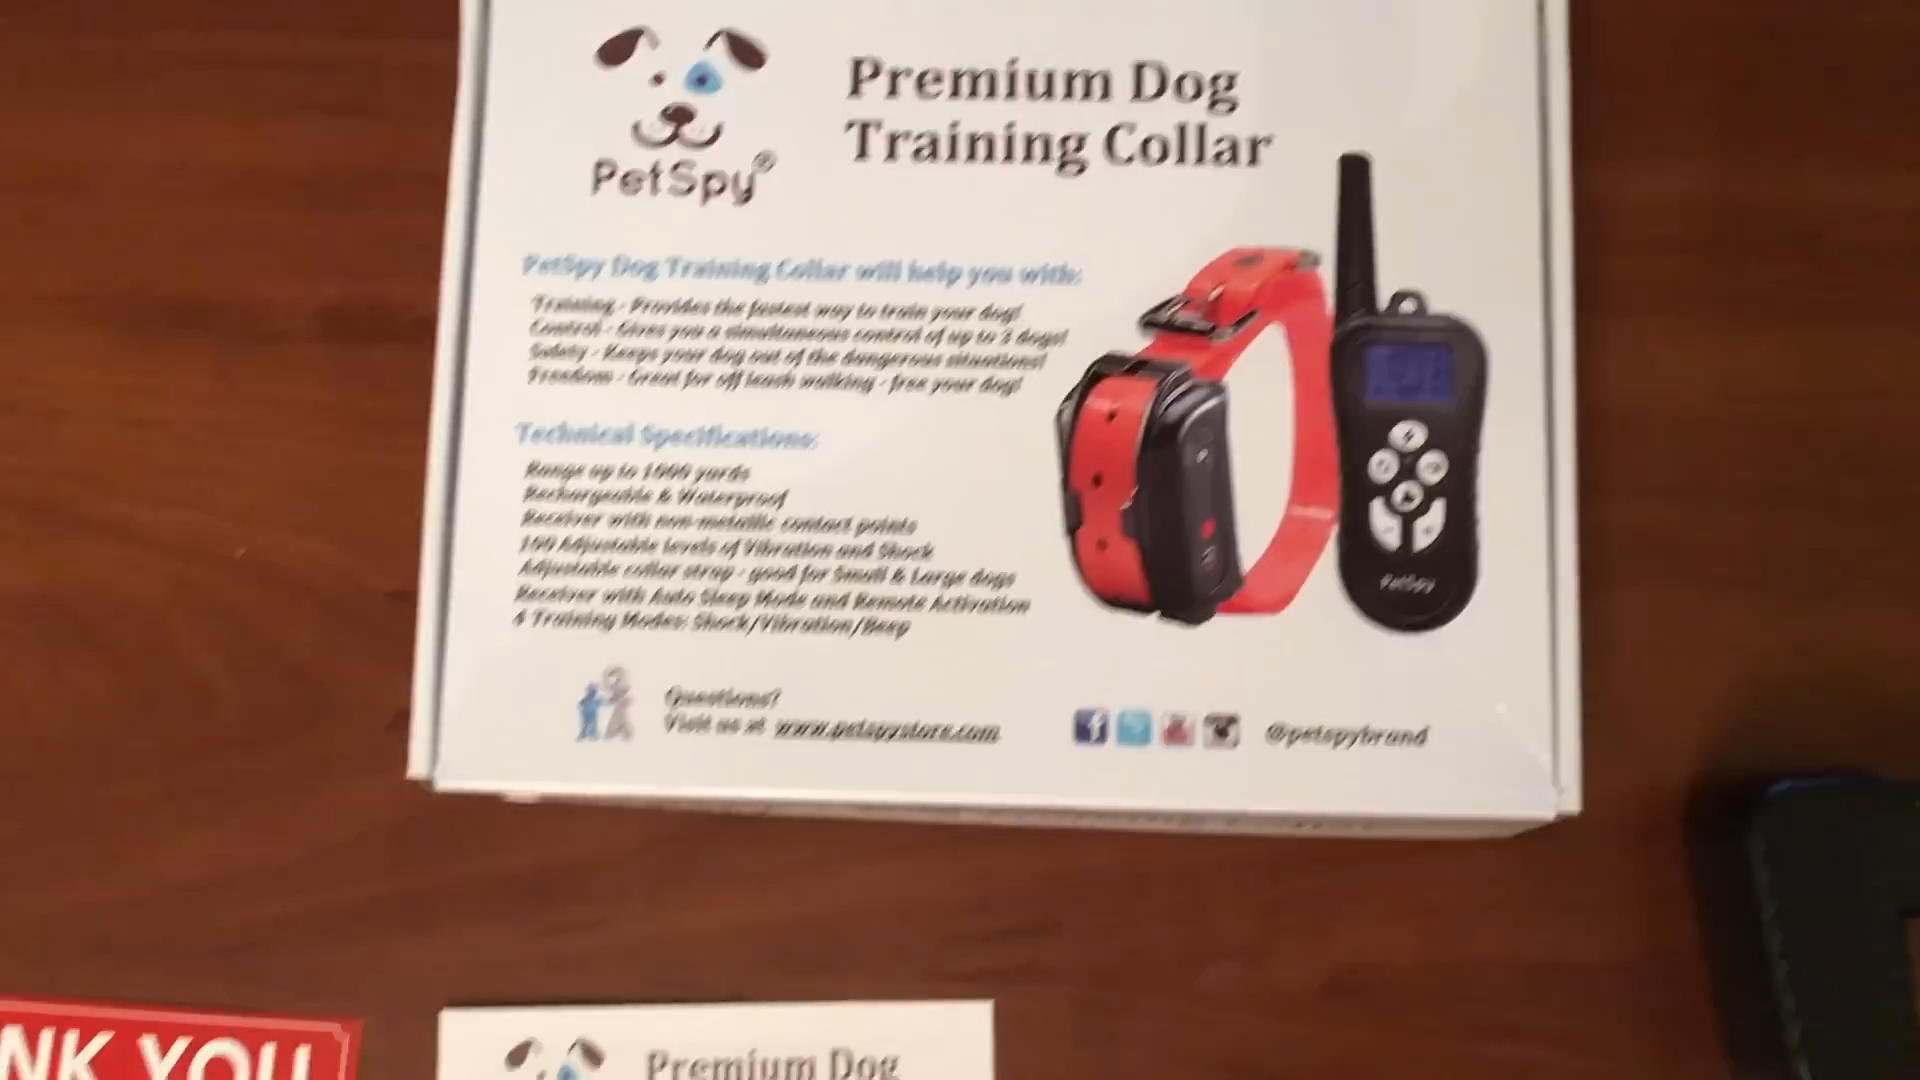 Premium Dog
Training Collar
PetSpy®
PetSpy Dog Training Collar will help you with:
Training - Provides the fastest way to train your dog!
Control - Gives you a simultaneous control of up to 2 dogs!
Safety - Keeps your dog out of the dangerous situations!
Freedom - Great for off leash walking - free your dog!
Technical Specifications:
Range up to 1000 yards
Rechargeable & Waterproof
Receiver with non-metallic contact points
100 Adjustable levels of Vibration and Shock
Adjustable collar strap - good for Small & Large dogs
Receiver with Auto Sleep Mode and Remote Activation
4 Training Modes: Shock/Vibration/Beep
PetSpy
Questions?
Visit us at www.petspystore.com
f
@petspybrand
NK YOU
Premium Dog